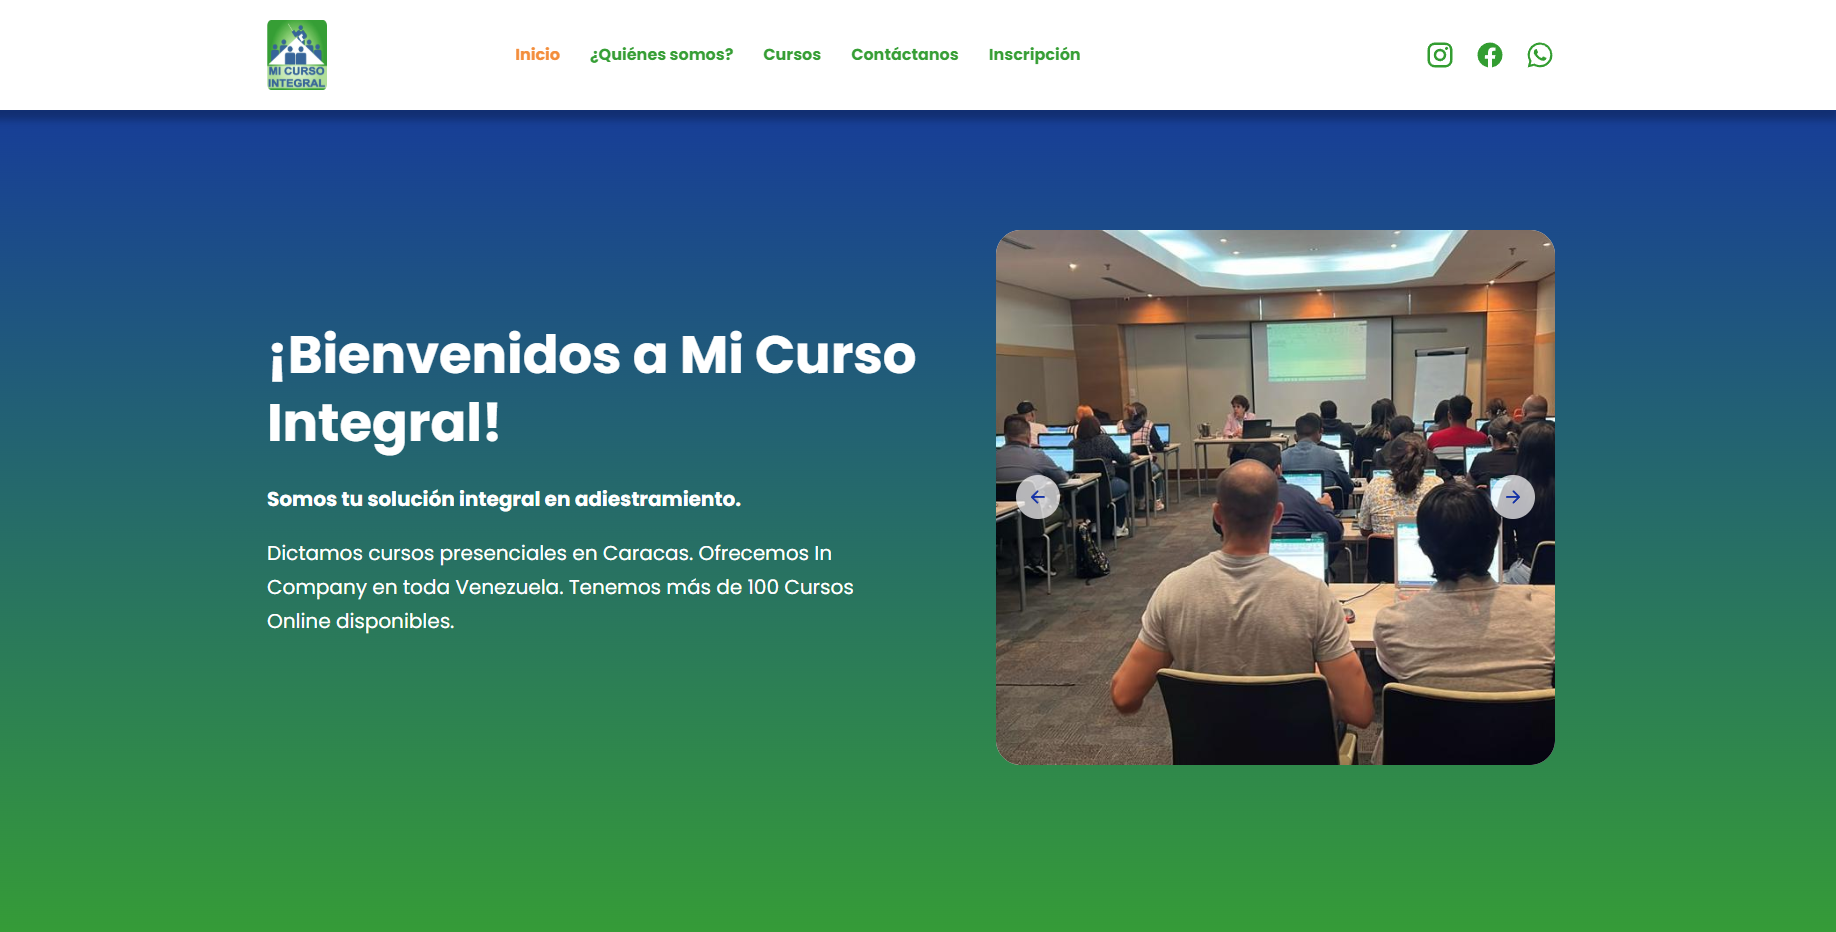 MI CURSO
INTEGRAL
Inicio
¿Quiénes somos?
Cursos
Contáctanos
Inscripción
¡Bienvenidos a Mi Curso
Integral!
Somos tu solución integral en adiestramiento.
Dictamos cursos presenciales en Caracas. Ofrecemos In
Company en toda Venezuela. Tenemos más de 100 Cursos
Online disponibles.